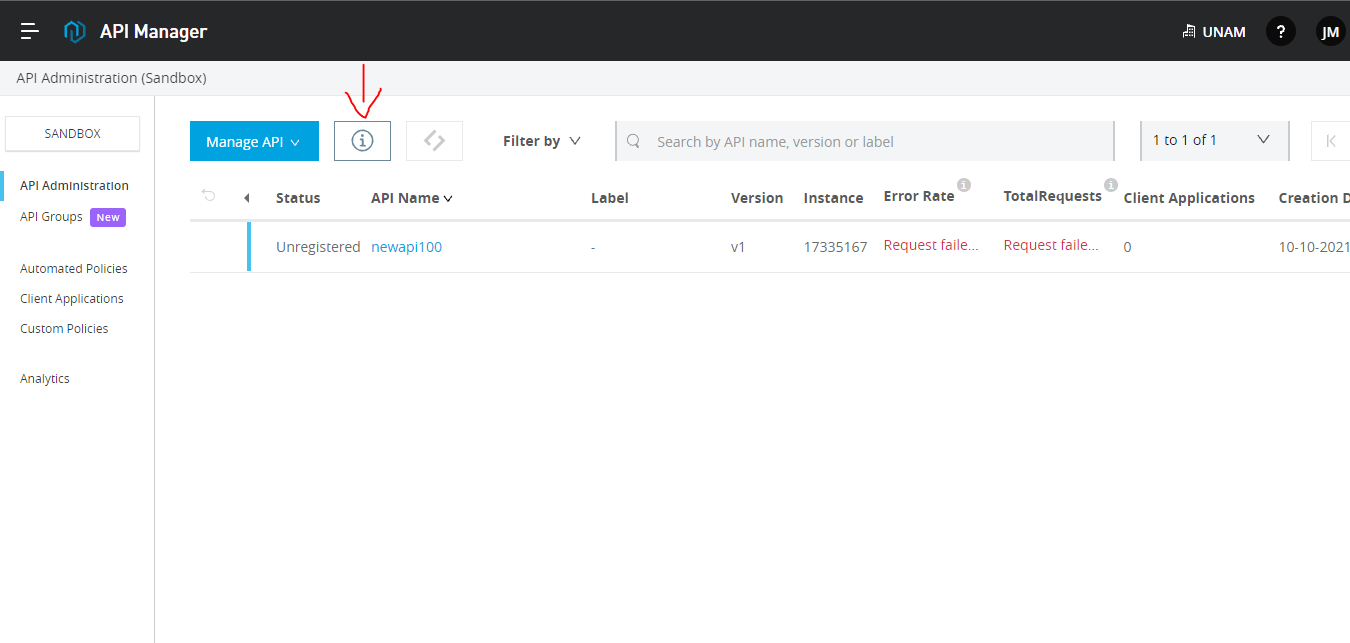 API Manager
UNAM
?
JM
API Administration (Sandbox)
SANDBOX
API Administration
API Groups New
Automated Policies
Client Applications
Custom Policies
Analytics
Manage API
Filter by
Search by API name, version or label
1 to 1 of 1
Status API Name Label Version Instance Error Rate TotalRequests Client Applications Creation D
Unregistered newapi100 - v1 17335167 Request faile... Request faile... 0 10-10-2021